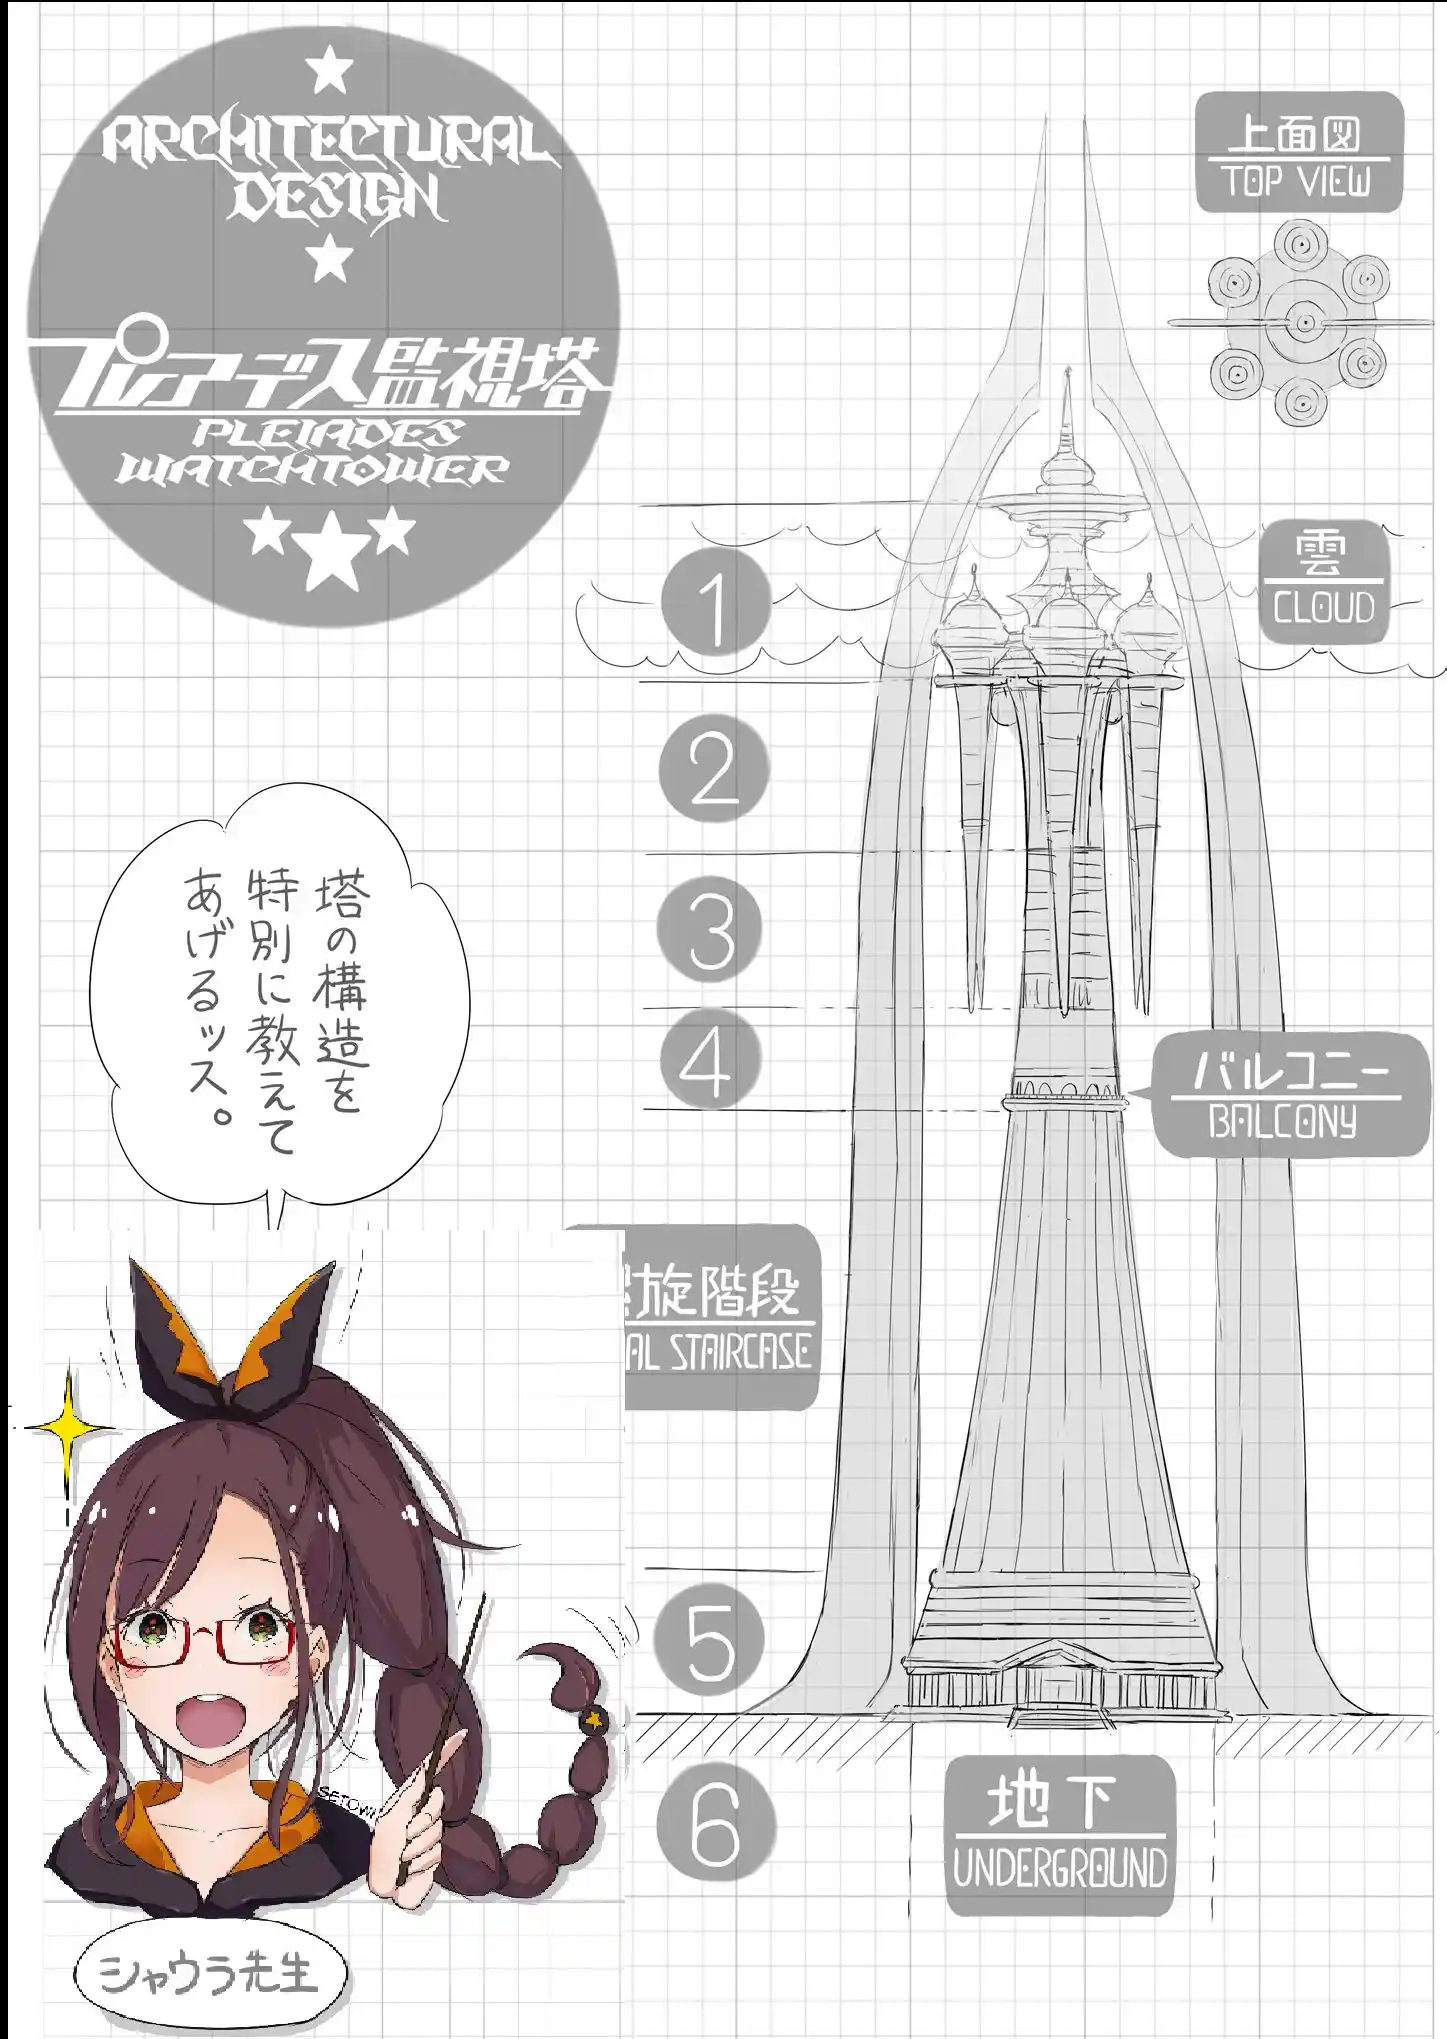 ARCHITECTURAL
DESIGN
プレアデス監視塔
PLEIADES
WATCHTOWER
上面図
TOP VIEW
雲
CLOUD
1
2
3
4
バルコニー
BALCONY
塔の構造を
特別に教えて
あげるッス。
旋階段
AL STAIRCASE
5
6
地下
UNDERGROUND
シャウラ先生